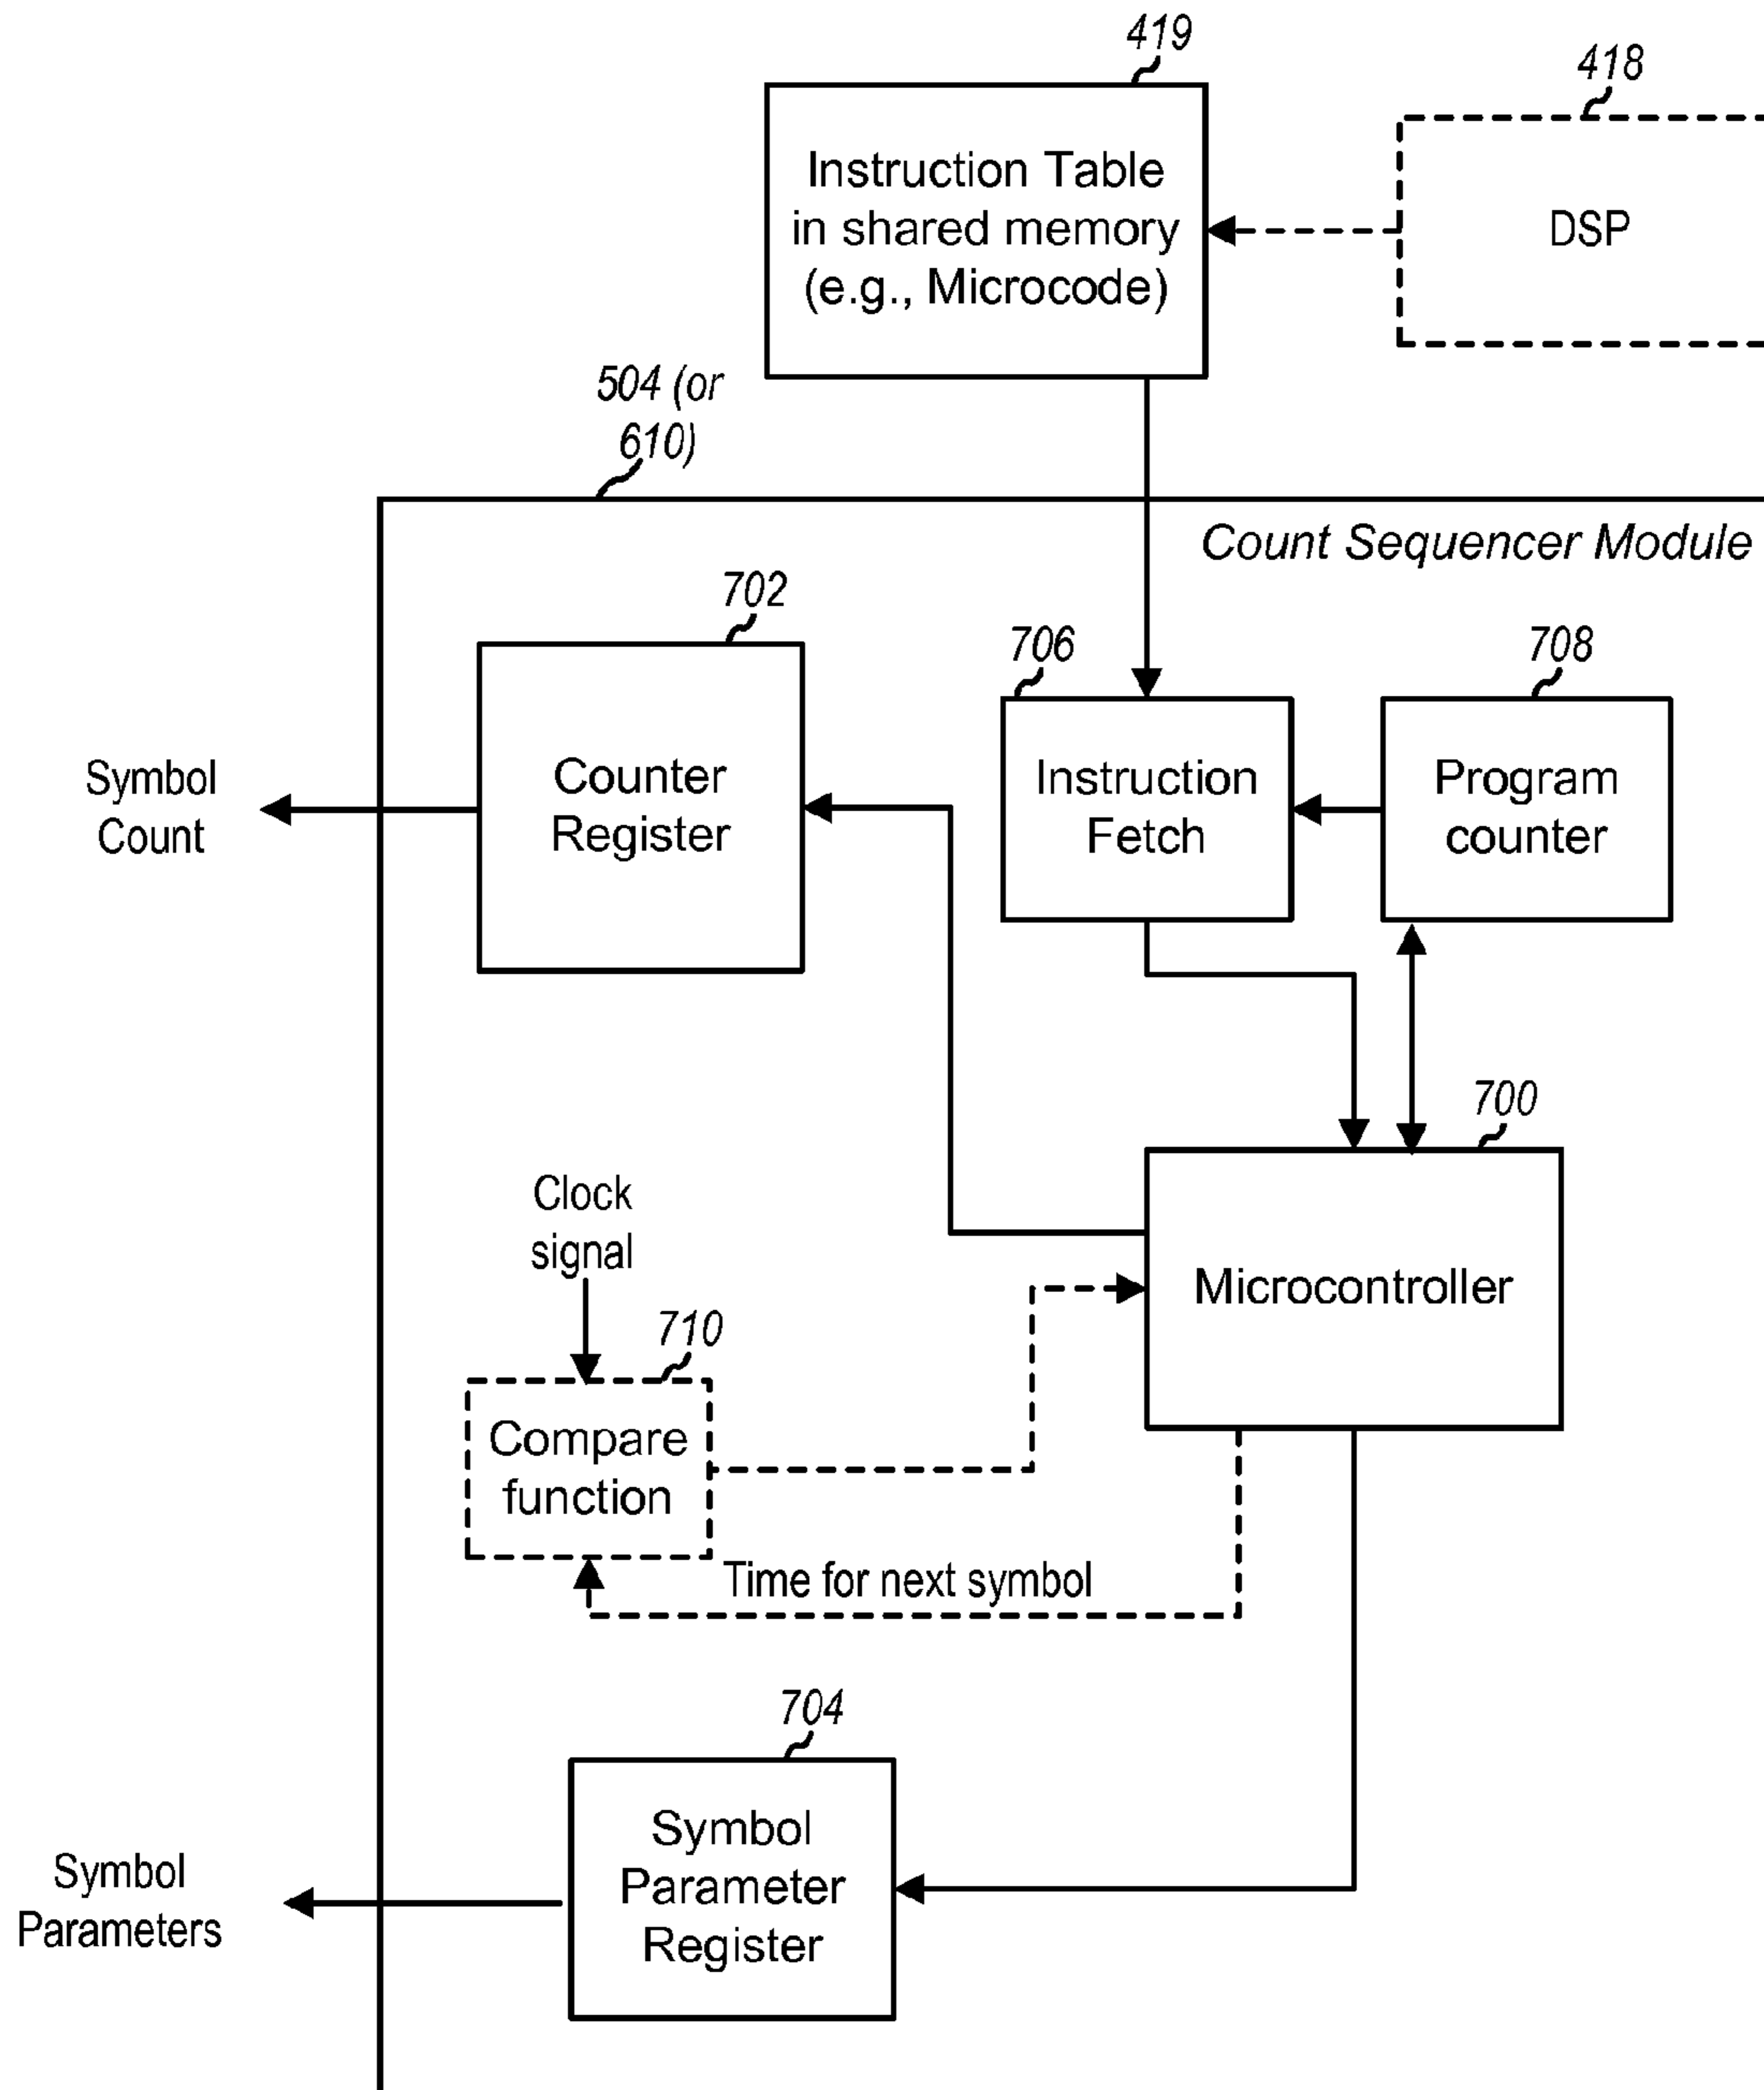 419
418
Instruction Table
in shared memory
(e.g., Microcode)
DSP
504 (or
610)
Count Sequencer Module
702
706
708
Symbol
Count
Counter
Register
Instruction
Fetch
Program
counter
700
Clock
signal
Microcontroller
710
Compare
function
Time for next symbol
704
Symbol
Parameter
Register
Symbol
Parameters